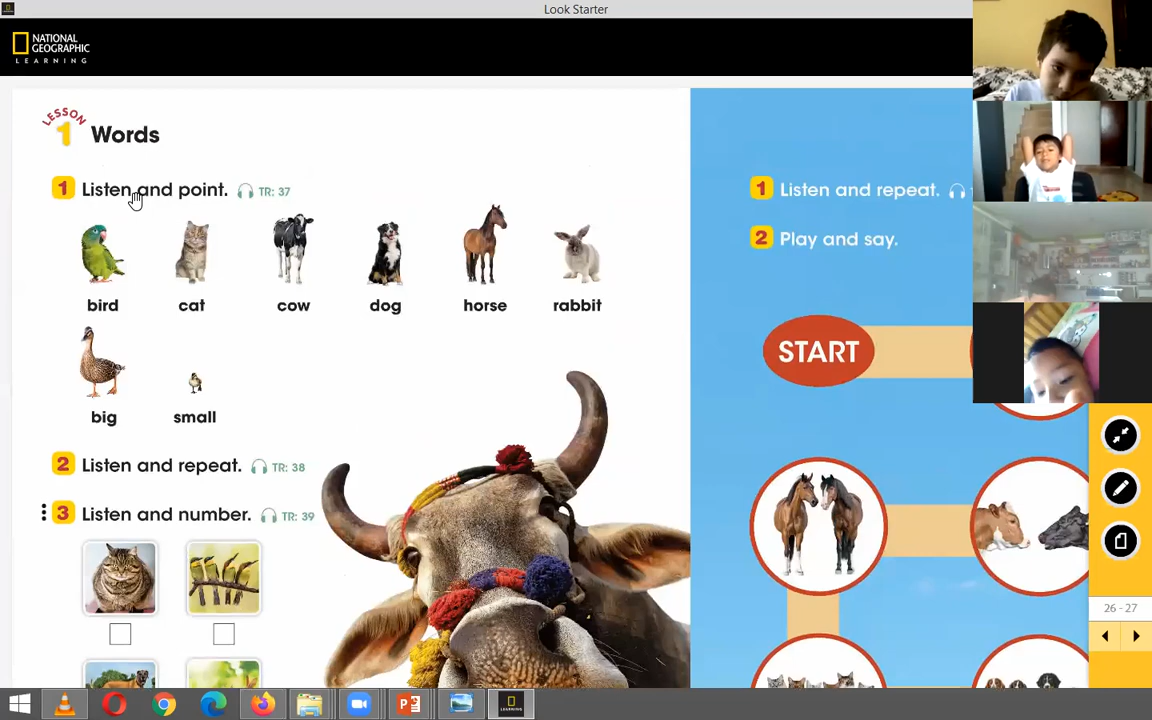 Look Starter
NATIONAL
GEOGRAPHIC
LEARNING
LESSON
1 Words
1 Listen and point. TR: 37
bird cat cow dog horse rabbit
big small
2 Listen and repeat. TR: 38
3 Listen and number. TR: 39
1 Listen and repeat.
2 Play and say.
START
26 - 27
LEARNING